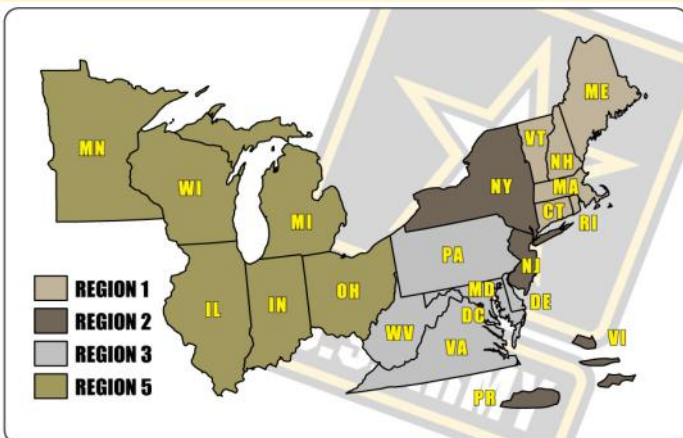 ME
VT
NH
MN
NY
MA
WI
CT
RI
MI
PA
NJ
OH
MD
DE
REGION 1
IL
IN
DC
REGION 2
WV
VA
VI
REGION 3
REGION 5
PR
U.S. ARMY